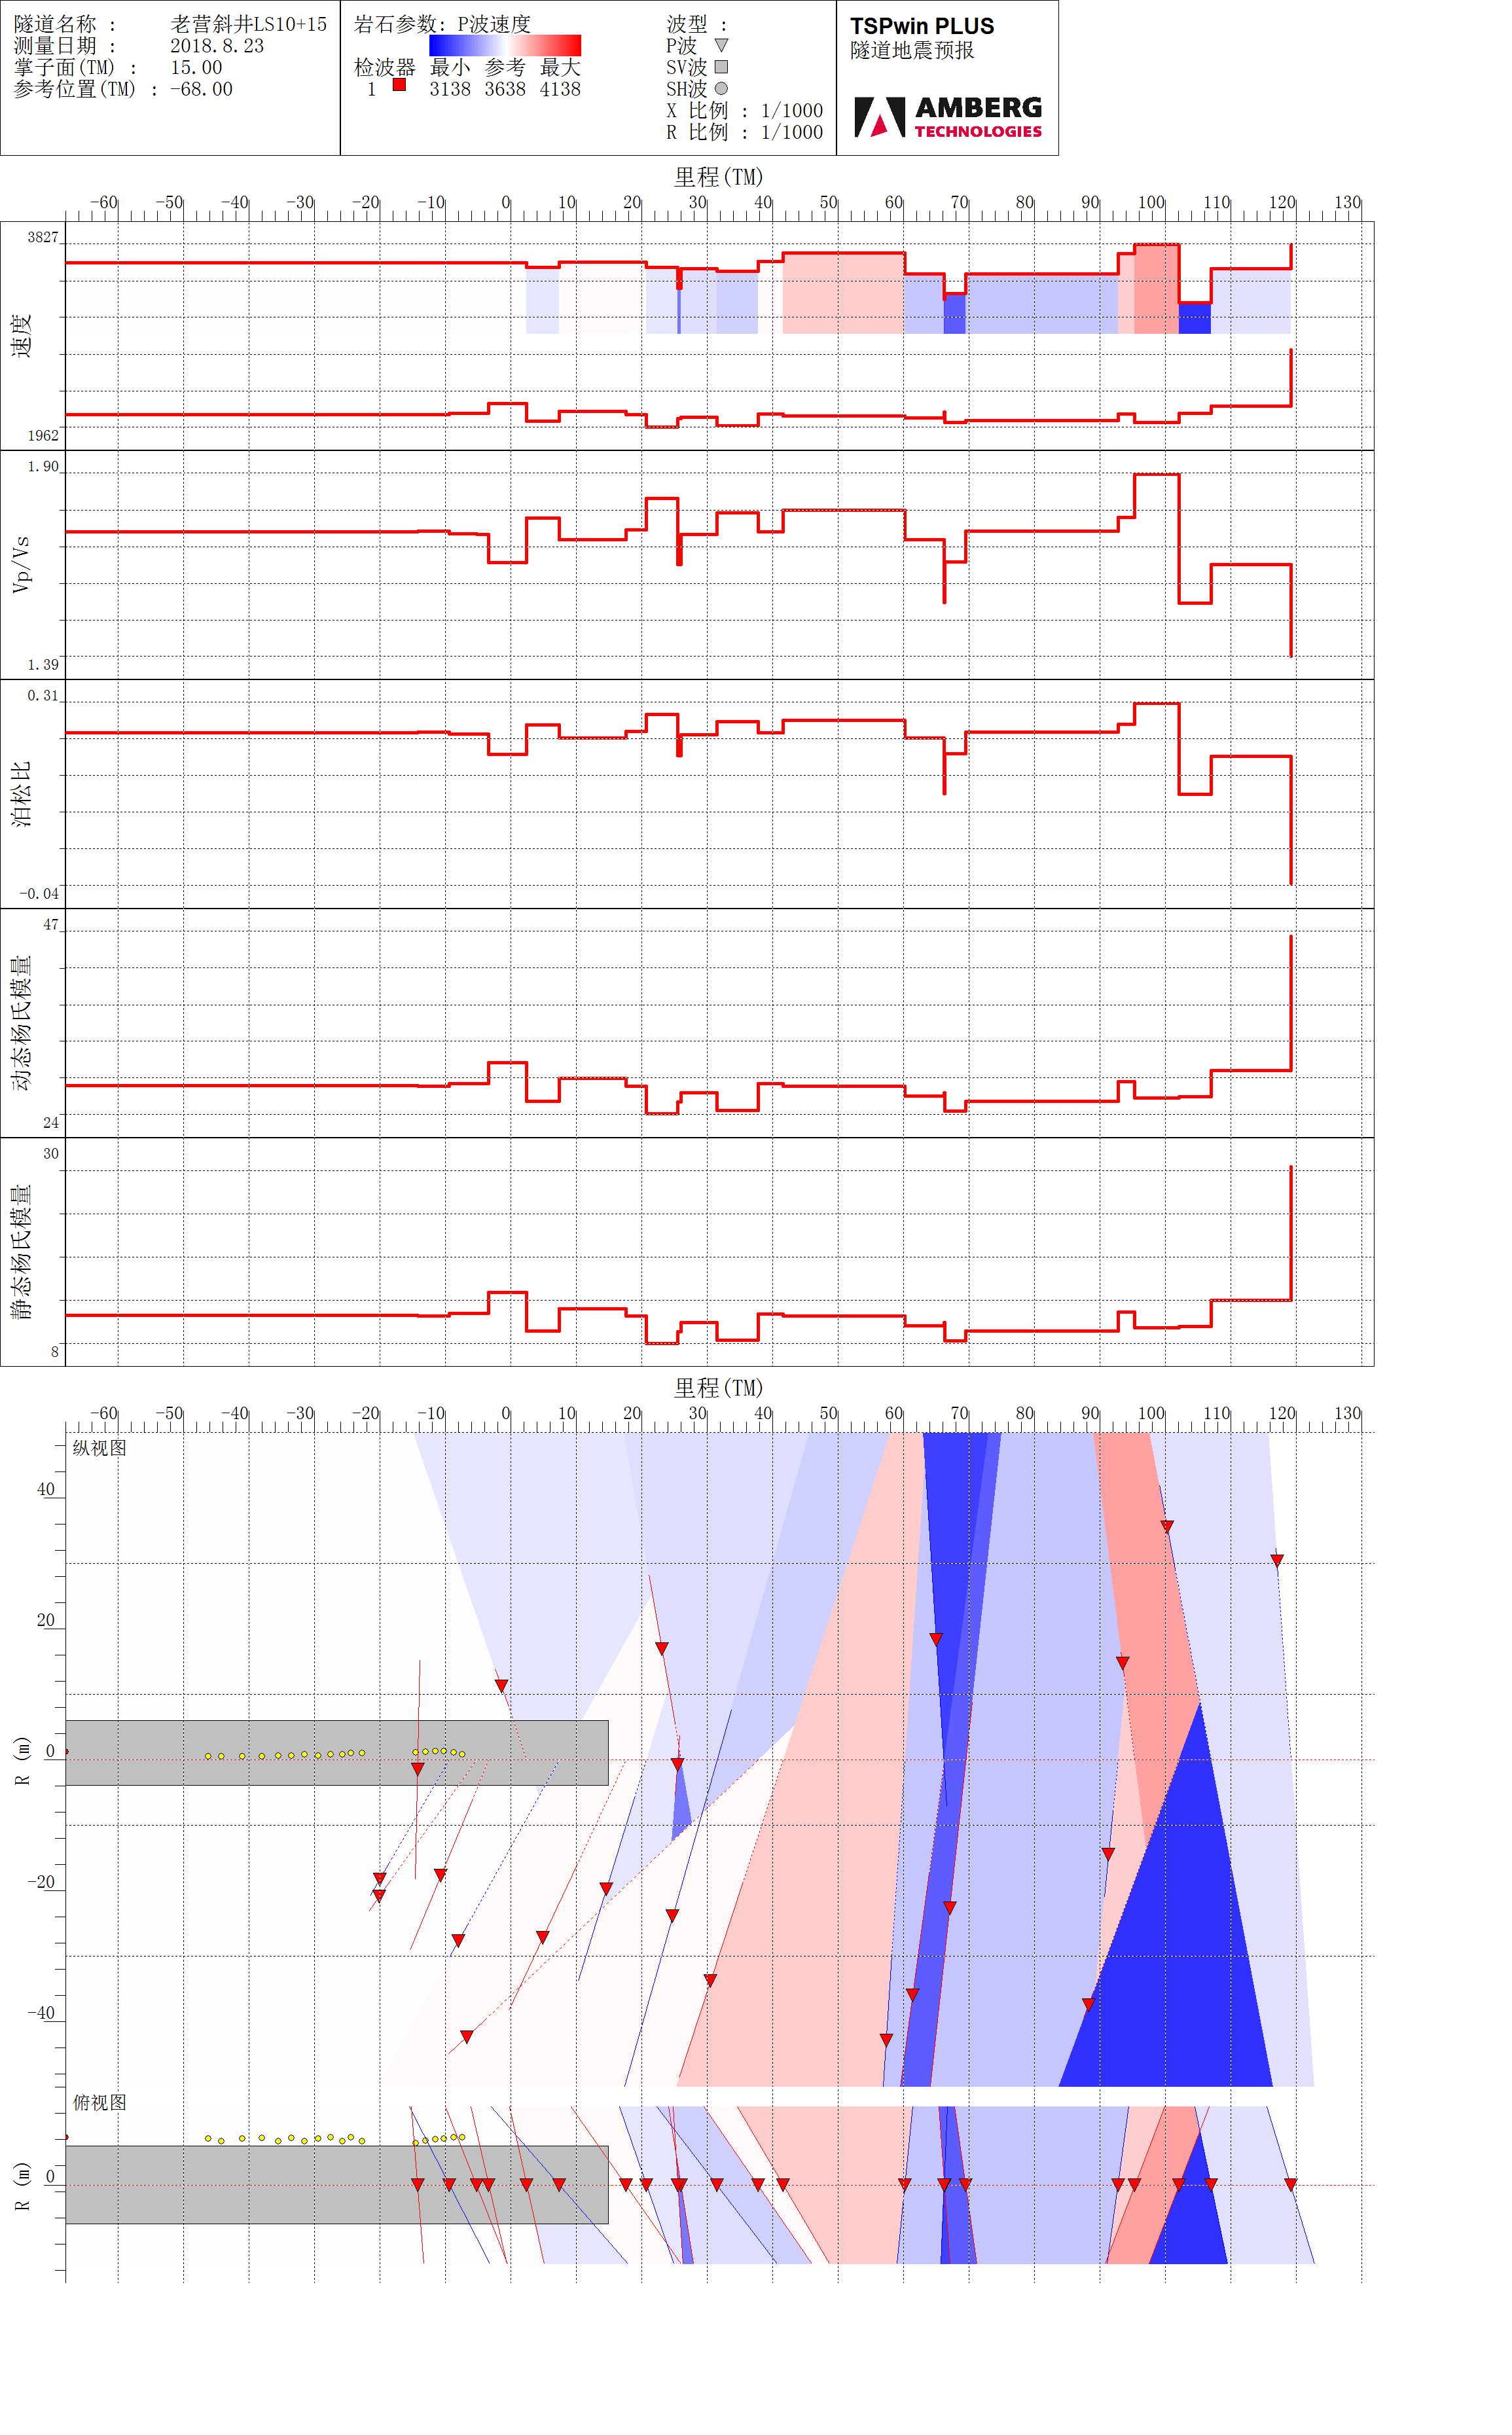 隧道名称 : 老营斜井LS10+15
测量日期 : 2018.8.23
掌子面(TM) : 15.00
参考位置(TM) : -68.00
岩石参数: P波速度
检波器 最小 参考 最大
1 3138 3638 4138
波型 :
P波
SV波
SH波
X 比例 : 1/1000
R 比例 : 1/1000
TSPwin PLUS
隧道地震预报
AMBERG
TECHNOLOGIES
里程(TM)
-60 -50 -40 -30 -20 -10 0 10 20 30 40 50 60 70 80 90 100 110 120 130
3827
速度
1962
1.90
Vp/Vs
1.39
0.31
泊松比
-0.04
47
动态杨氏模量
24
30
静态杨氏模量
8
里程(TM)
-60 -50 -40 -30 -20 -10 0 10 20 30 40 50 60 70 80 90 100 110 120 130
纵视图
40
20
0
R (m)
-20
-40
俯视图
0
R (m)